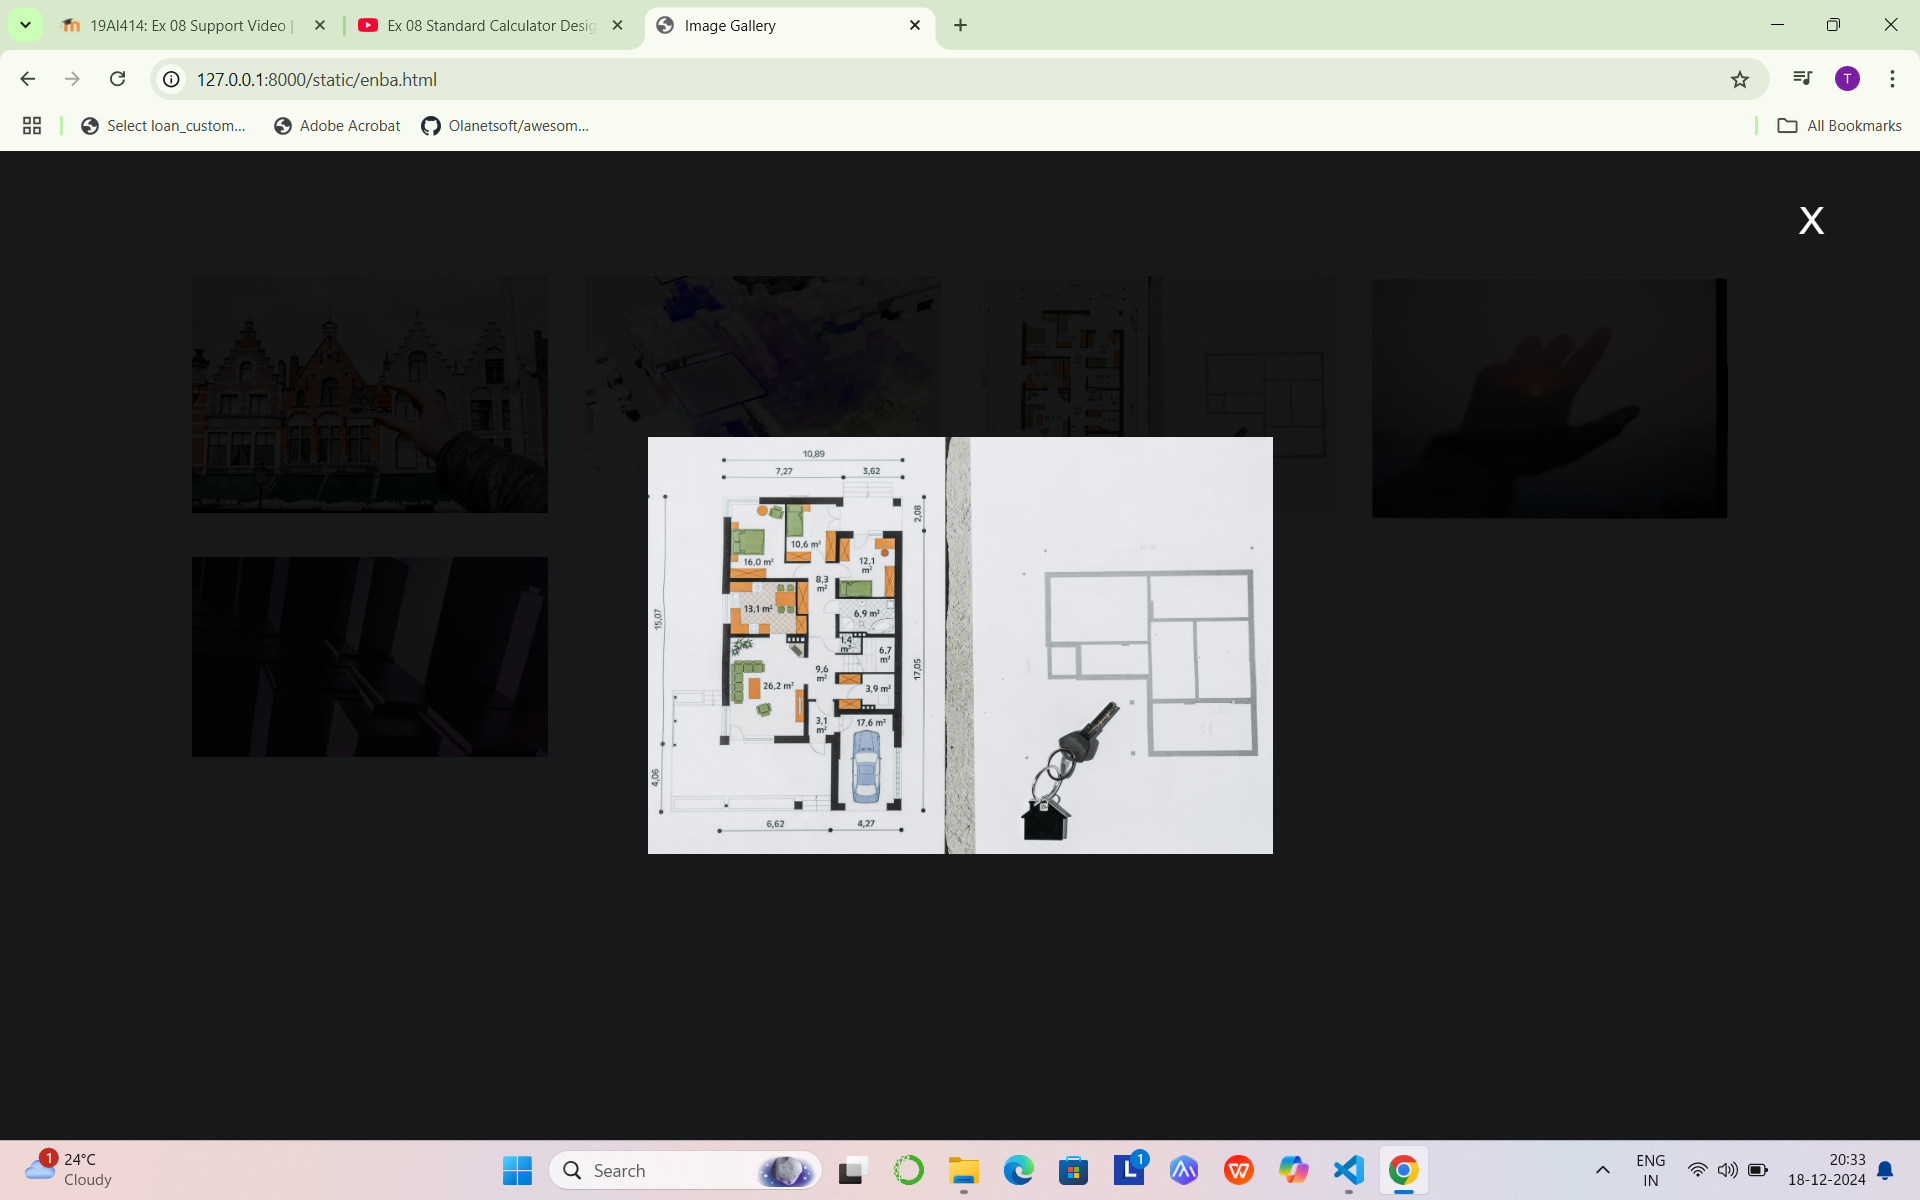 19AI414: Ex 08 Support Video |
Ex 08 Standard Calculator Desig
Image Gallery
127.0.0.1:8000/static/enba.html
T
Select loan_custom...
Adobe Acrobat
Olanetsoft/awesom...
All Bookmarks
X
10,89
7,27
3,62
2,08
10,6 m²
16,0 m²
12,1
m²
8,3
m²
13,1 m²
6,9 m²
15,07
1,4
m²
6,7
m²
9,6
m²
17,05
26,2 m²
3,9 m²
3,1
m²
17,6 m²
4,06
6,62
4,27
1
24°C
Cloudy
Search
L
1
W
ENG
IN
20:33
18-12-2024